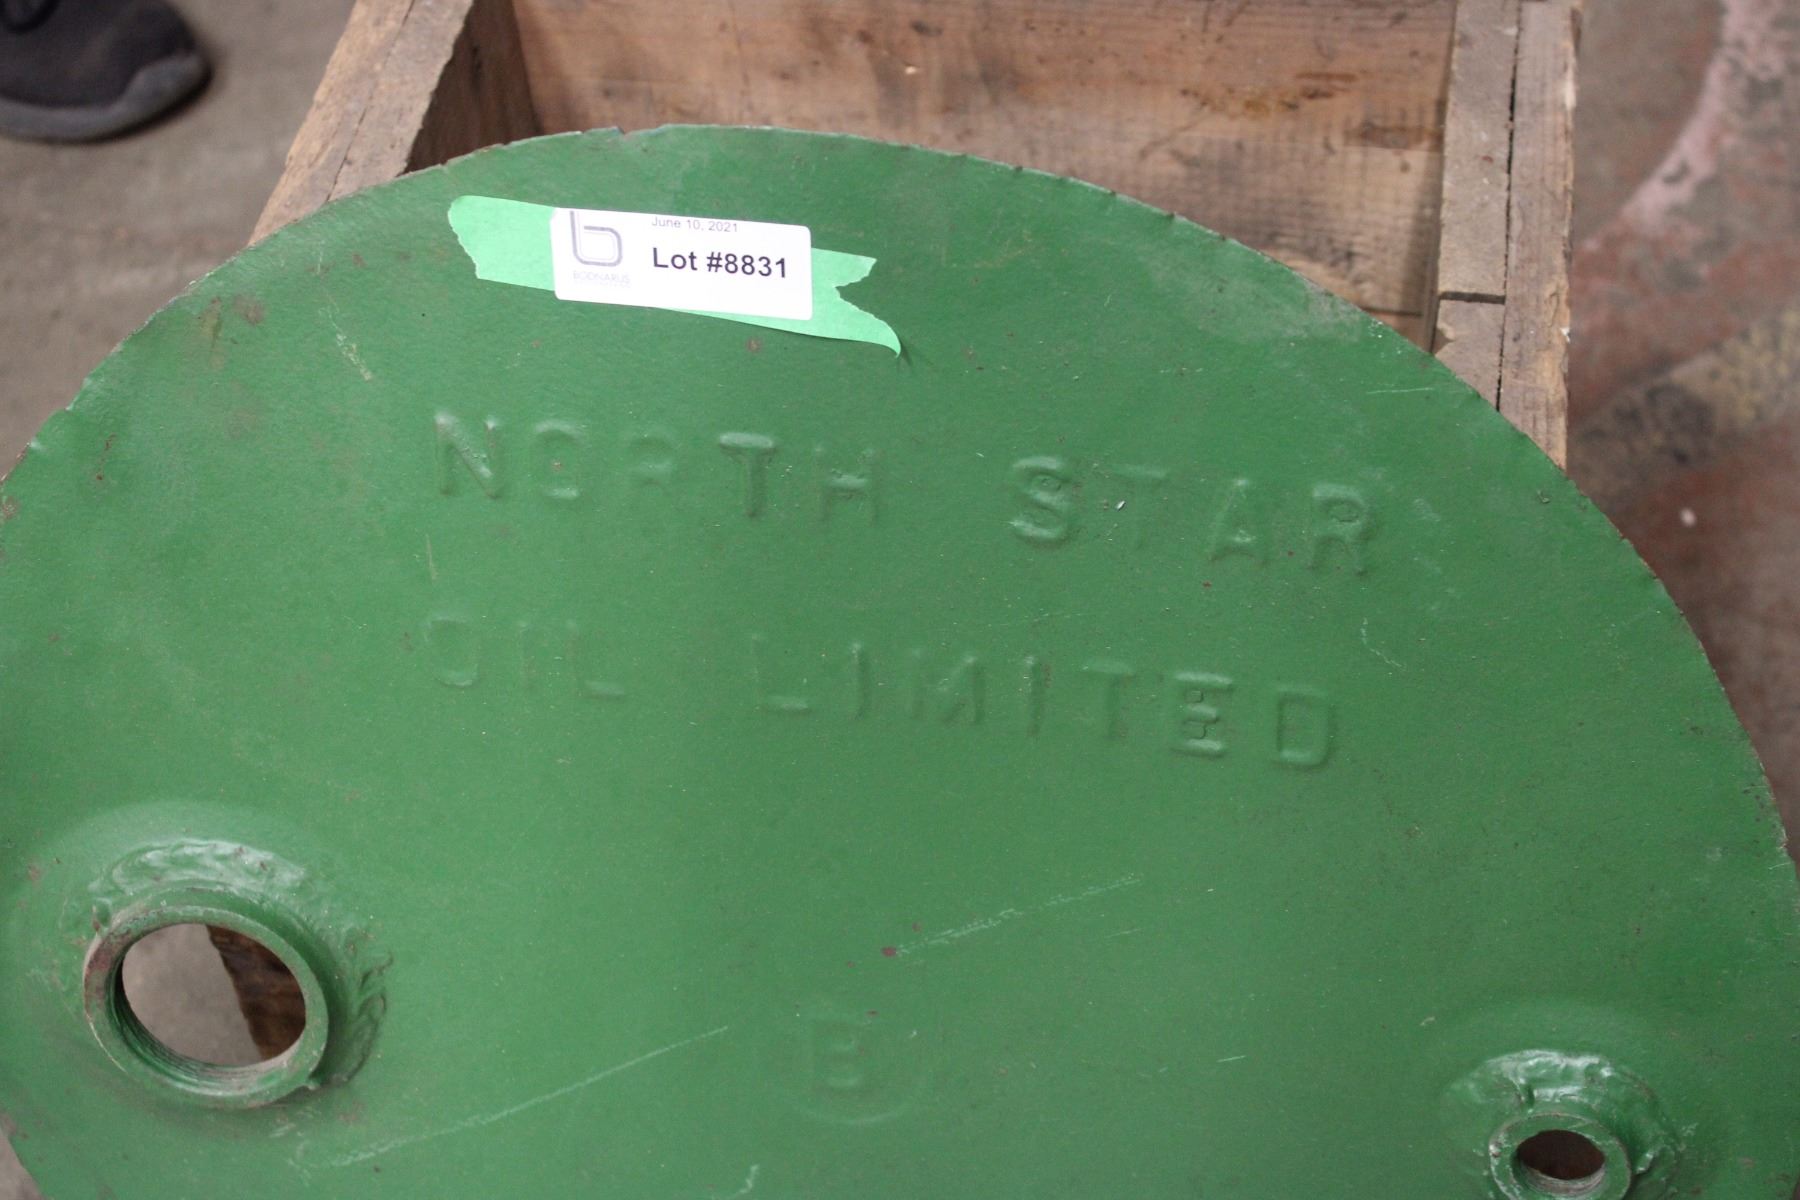 June 10, 2021
b
Lot #8831
BODNARUS
NORTH STAR
OIL LIMITED
B